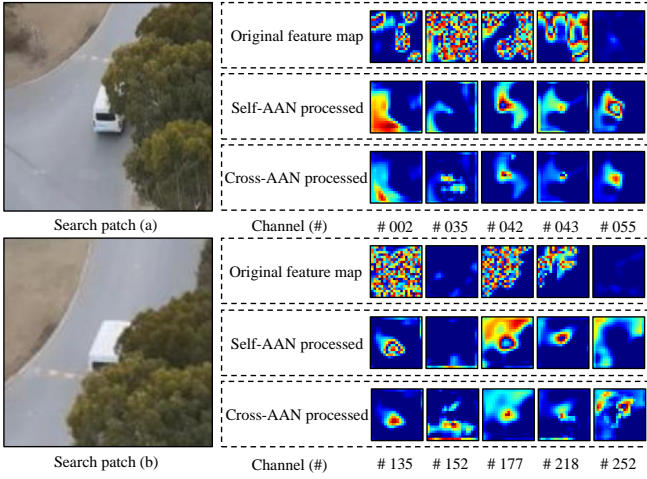 Original feature map
Self-AAN processed
Cross-AAN processed
Search patch (a) Channel (#) # 002 # 035 # 042 # 043 # 055
Original feature map
Self-AAN processed
Cross-AAN processed
Search patch (b) Channel (#) # 135 # 152 # 177 # 218 # 252